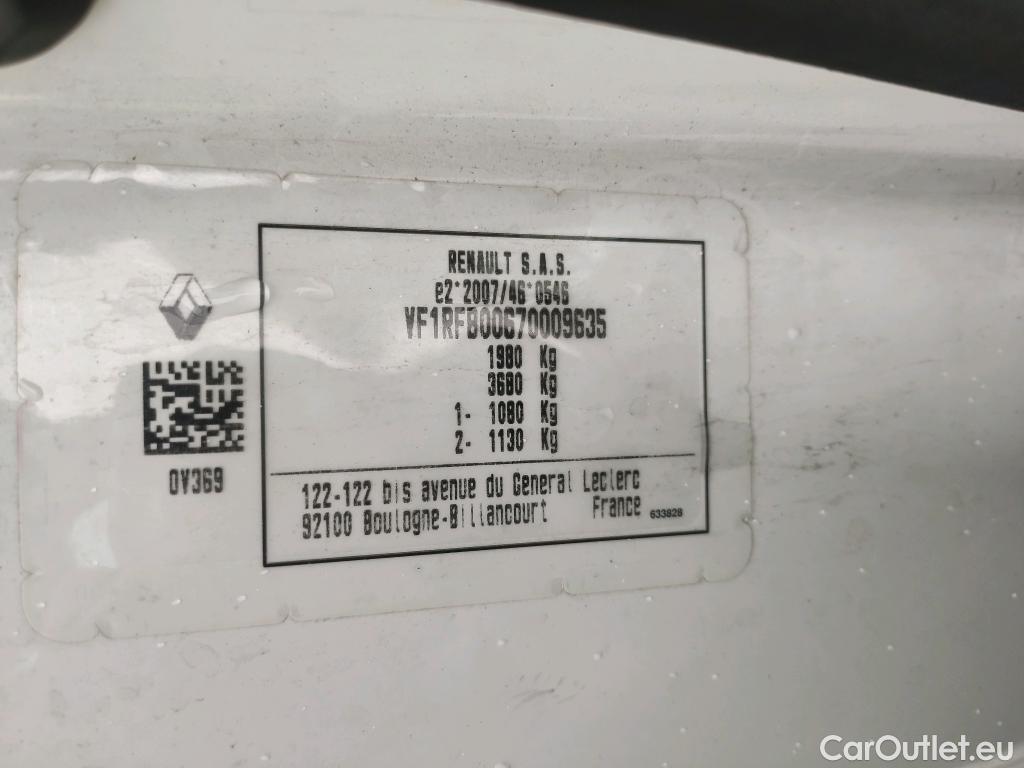 RENAULT S.A.S.
e2*2007/46*0546
VF1RFB00670009635
1980 Kg
3680 Kg
1- 1080 Kg
2- 1130 Kg
0V369
122-122 bis avenue du General Leclerc
92100 Boulogne-Billancourt France 633828
CarOutlet.eu